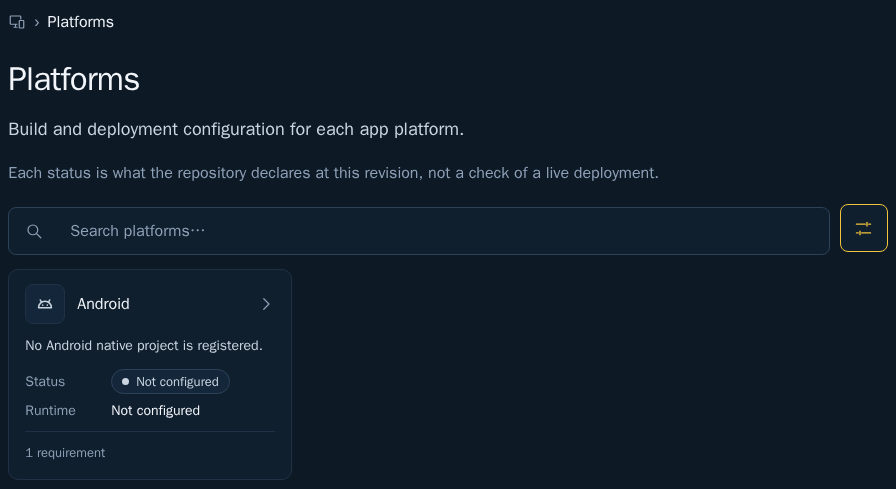 › Platforms
Platforms
Build and deployment configuration for each app platform.
Each status is what the repository declares at this revision, not a check of a live deployment.
Search platforms···
Android
No Android native project is registered.
Status Not configured
Runtime Not configured
1 requirement